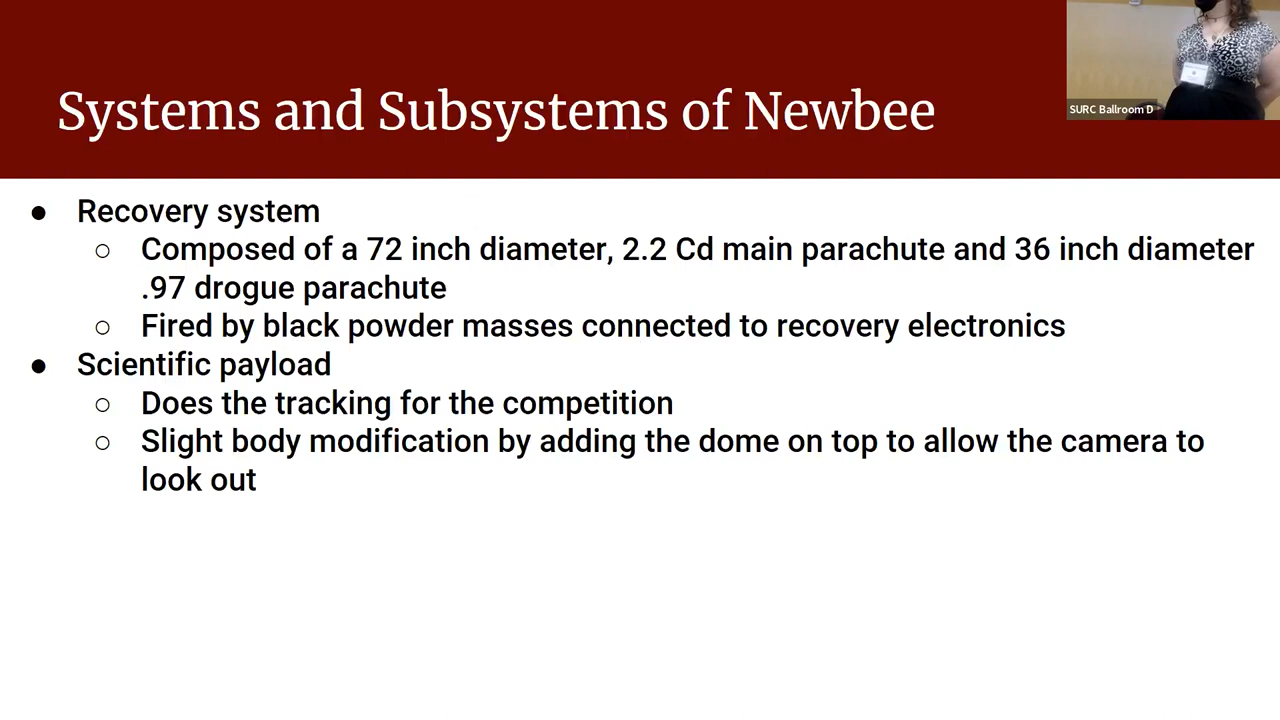 Systems and Subsystems of Newbee
SURC Ballroom D
● Recovery system
○ Composed of a 72 inch diameter, 2.2 Cd main parachute and 36 inch diameter
.97 drogue parachute
○ Fired by black powder masses connected to recovery electronics
● Scientific payload
○ Does the tracking for the competition
○ Slight body modification by adding the dome on top to allow the camera to
look out